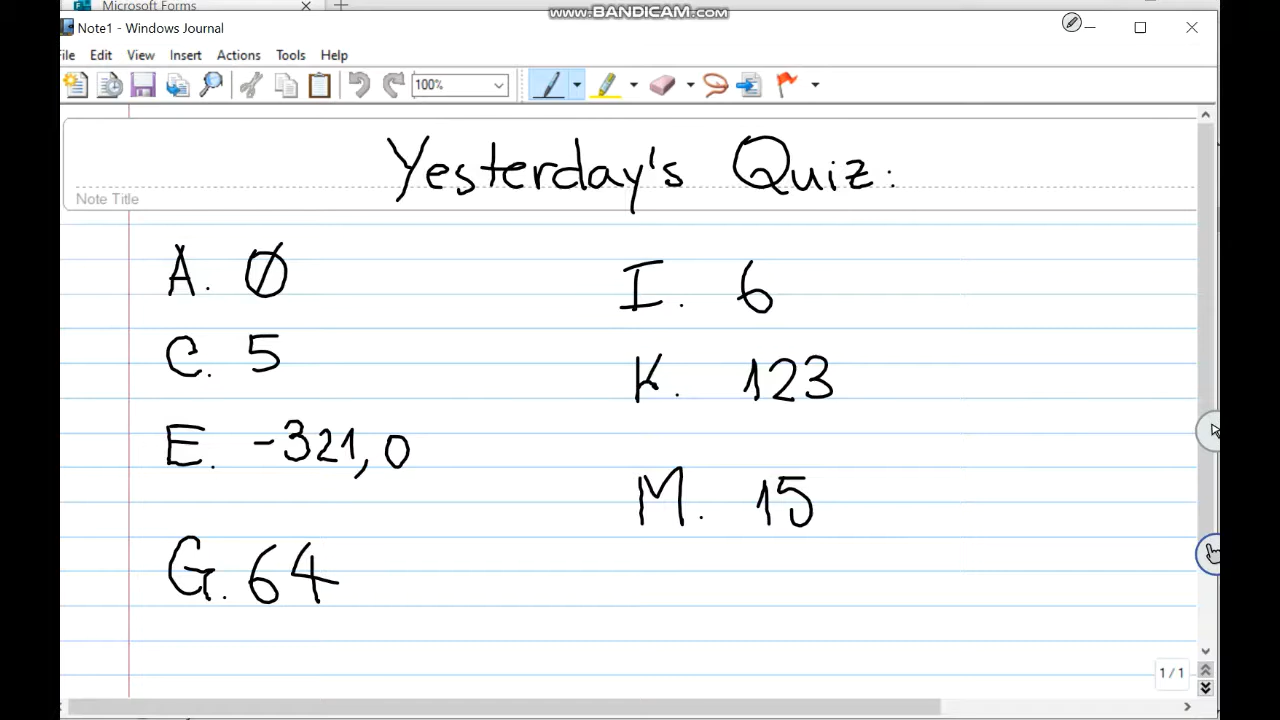 Microsoft Forms
www.BANDICAM.com
Note1 - Windows Journal
File Edit View Insert Actions Tools Help
100%
Yesterday's Quiz:
Note Title
A. Ø
C. 5
E. -321, 0
G. 64
I. 6
K. 123
M. 15
1 / 1